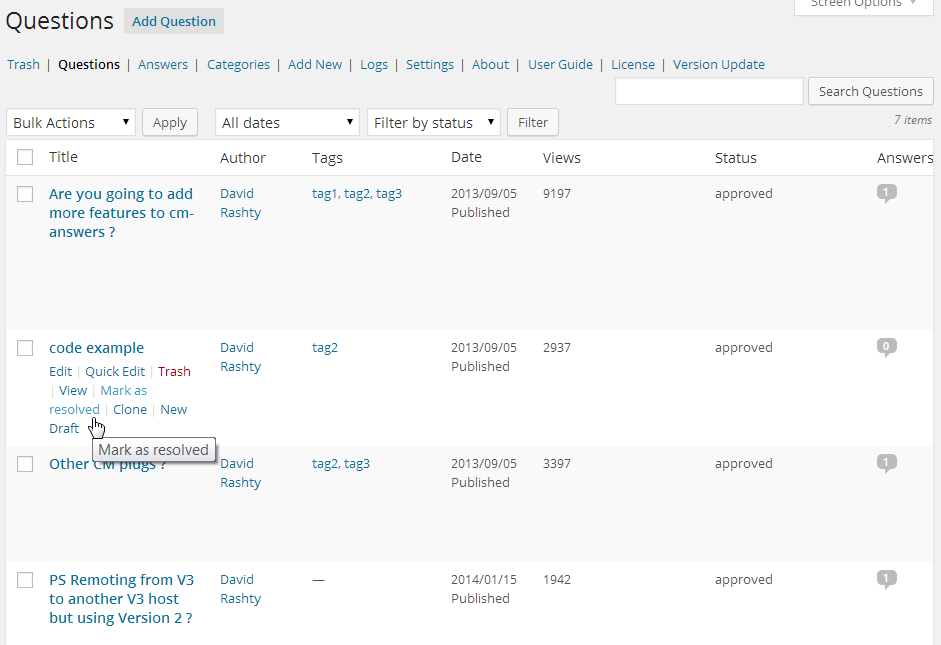 Screen Options
Questions Add Question
Trash | Questions | Answers | Categories | Add New | Logs | Settings | About | User Guide | License | Version Update
Search Questions
Bulk Actions Apply All dates Filter by status Filter 7 items
Title Author Tags Date Views Status Answers
Are you going to add David tag1, tag2, tag3 2013/09/05 9197 approved 1
more features to cm- Rashty Published
answers ?
code example David tag2 2013/09/05 2937 approved 0
Edit | Quick Edit | Trash Rashty Published
| View | Mark as
resolved | Clone | New
Draft
Mark as resolved
Other CM plugs ? David tag2, tag3 2013/09/05 3397 approved 1
Rashty Published
PS Remoting from V3 David — 2014/01/15 1942 approved 1
to another V3 host Rashty Published
but using Version 2 ?